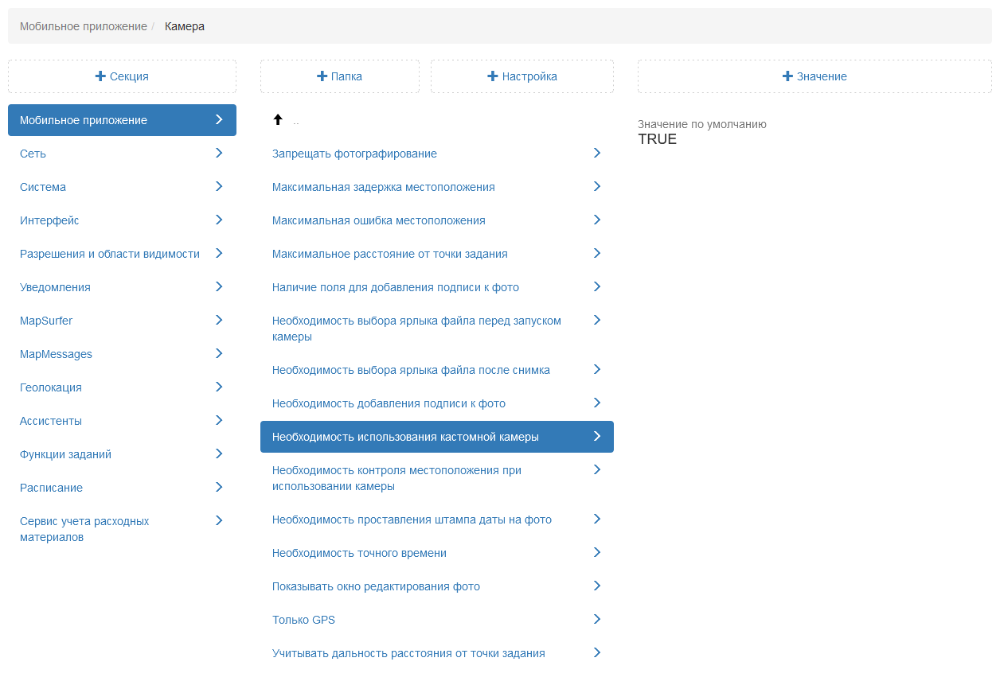 Мобильное приложение / Камера
Секция
Папка
Настройка
Значение
Мобильное приложение
Сеть
Система
Интерфейс
Разрешения и области видимости
Уведомления
MapSurfer
MapMessages
Геолокация
Ассистенты
Функции заданий
Расписание
Сервис учета расходных
материалов
..
Запрещать фотографирование
Максимальная задержка местоположения
Максимальная ошибка местоположения
Максимальное расстояние от точки задания
Наличие поля для добавления подписи к фото
Необходимость выбора ярлыка файла перед запуском
камеры
Необходимость выбора ярлыка файла после снимка
Необходимость добавления подписи к фото
Необходимость использования кастомной камеры
Необходимость контроля местоположения при
использовании камеры
Необходимость проставления штампа даты на фото
Необходимость точного времени
Показывать окно редактирования фото
Только GPS
Учитывать дальность расстояния от точки задания
Значение по умолчанию
TRUE